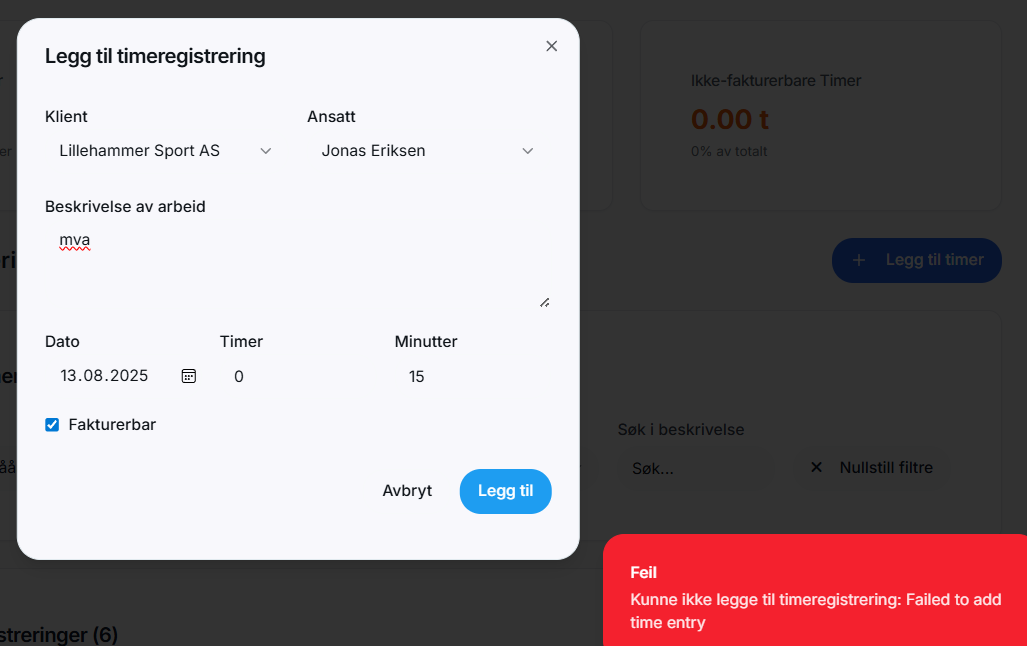 Legg til timeregistrering
Klient
Ansatt
Lillehammer Sport AS
Jonas Eriksen
Beskrivelse av arbeid
mva
Dato
Timer
Minutter
13.08.2025
0
15
Fakturerbar
Avbryt
Legg til
Ikke-fakturerbare Timer
0.00 t
0% av totalt
+ Legg til timer
Søk i beskrivelse
Søk...
Nullstill filtre
streringer (6)
Feil
Kunne ikke legge til timeregistrering: Failed to add
time entry